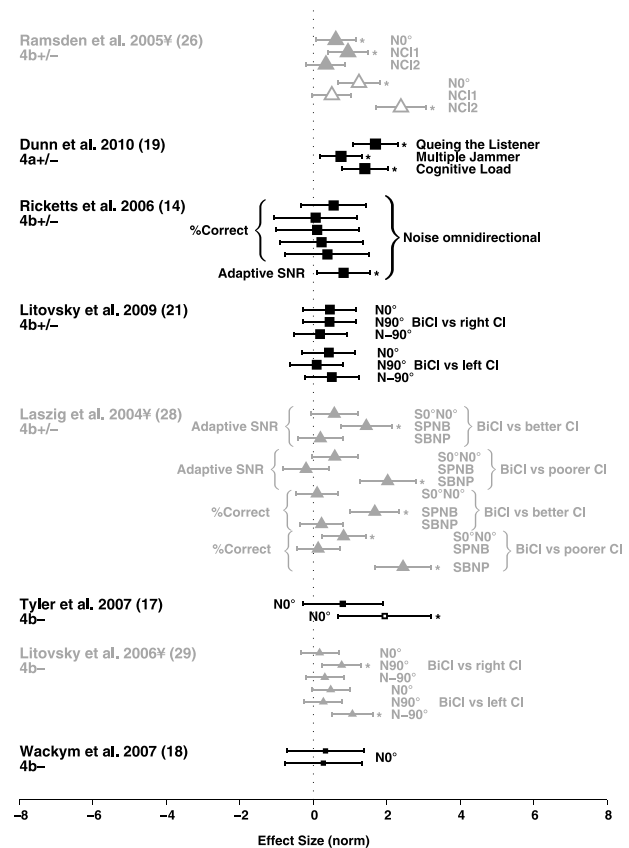 Ramsden et al. 2005¥ (26)
4b+/−
* N0°
* NCI1
NCI2
* N0°
NCI1
* NCI2
Dunn et al. 2010 (19)
4a+/−
* Queing the Listener
* Multiple Jammer
* Cognitive Load
Ricketts et al. 2006 (14)
4b+/−
%Correct
Noise omnidirectional
Adaptive SNR *
Litovsky et al. 2009 (21)
4b+/−
N0°
N90° BiCI vs right CI
N−90°
N0°
N90° BiCI vs left CI
N−90°
Laszig et al. 2004¥ (28)
4b+/−
S0°N0°
Adaptive SNR * SPNB BiCI vs better CI
SBNP
S0°N0°
Adaptive SNR SPNB BiCI vs poorer CI
* SBNP
S0°N0°
%Correct * SPNB BiCI vs better CI
SBNP
* S0°N0°
%Correct SPNB BiCI vs poorer CI
* SBNP
Tyler et al. 2007 (17)
4b−
N0°
N0° *
Litovsky et al. 2006¥ (29)
4b−
N0°
* N90° BiCI vs right CI
N−90°
N0°
N90° BiCI vs left CI
* N−90°
Wackym et al. 2007 (18)
4b−
N0°
−8 −6 −4 −2 0 2 4 6 8
Effect Size (norm)